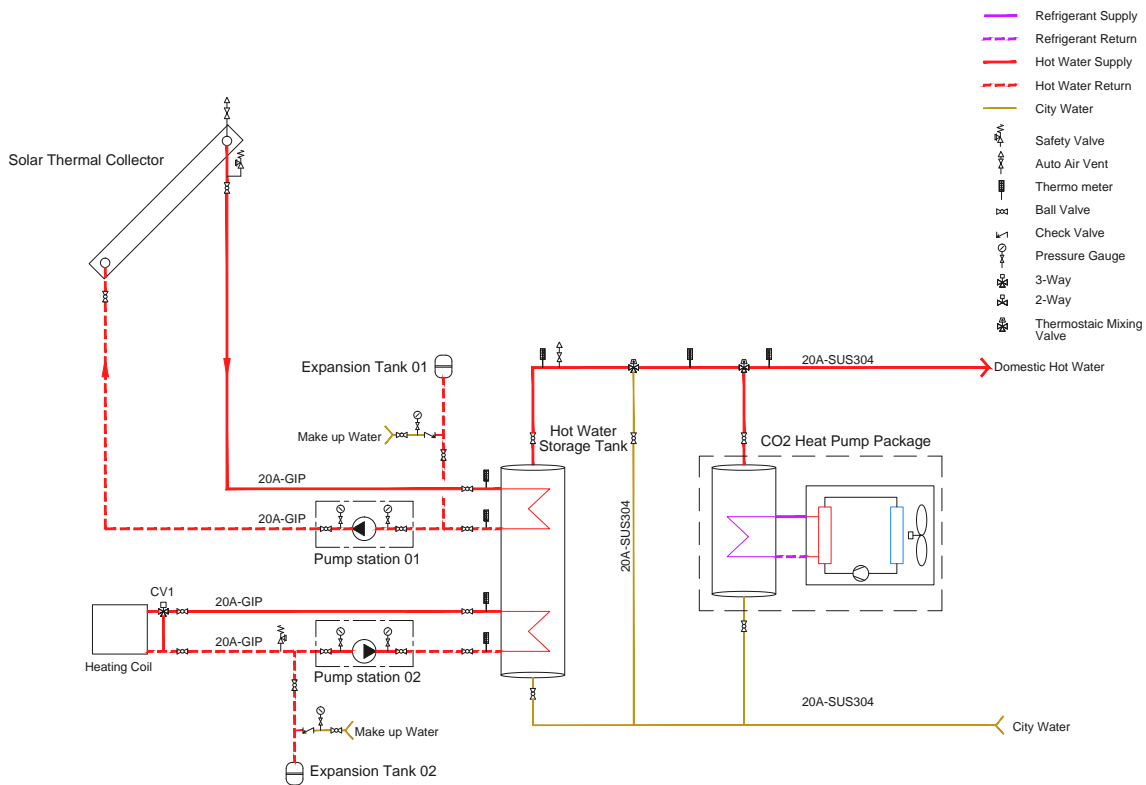 Refrigerant Supply
Refrigerant Return
Hot Water Supply
Hot Water Return
City Water
Safety Valve
Auto Air Vent
Thermo meter
Ball Valve
Check Valve
Pressure Gauge
3-Way
2-Way
Thermostaic Mixing
Valve
Solar Thermal Collector
Expansion Tank 01
Make up Water
20A-SUS304
Domestic Hot Water
Hot Water
Storage Tank
CO2 Heat Pump Package
20A-GIP
20A-GIP
Pump station 01
20A-SUS304
CV1
20A-GIP
20A-GIP
Heating Coil
Pump station 02
20A-SUS304
City Water
Make up Water
Expansion Tank 02